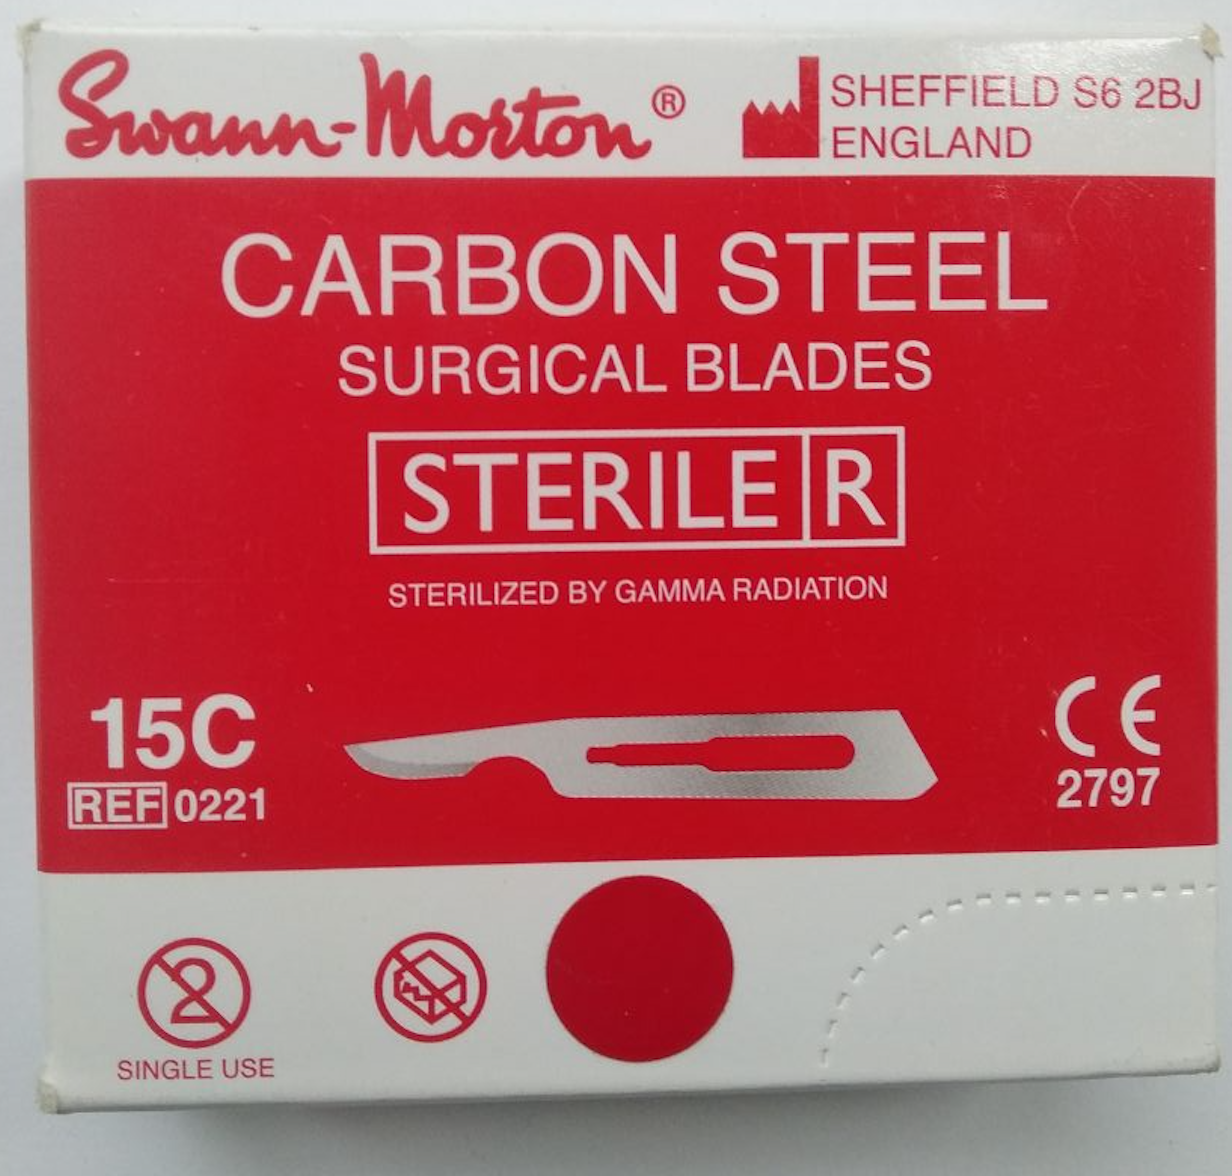 Swann-Morton®
SHEFFIELD S6 2BJ
ENGLAND
CARBON STEEL
SURGICAL BLADES
STERILE R
STERILIZED BY GAMMA RADIATION
15C
REF 0221
CE
2797
2
SINGLE USE